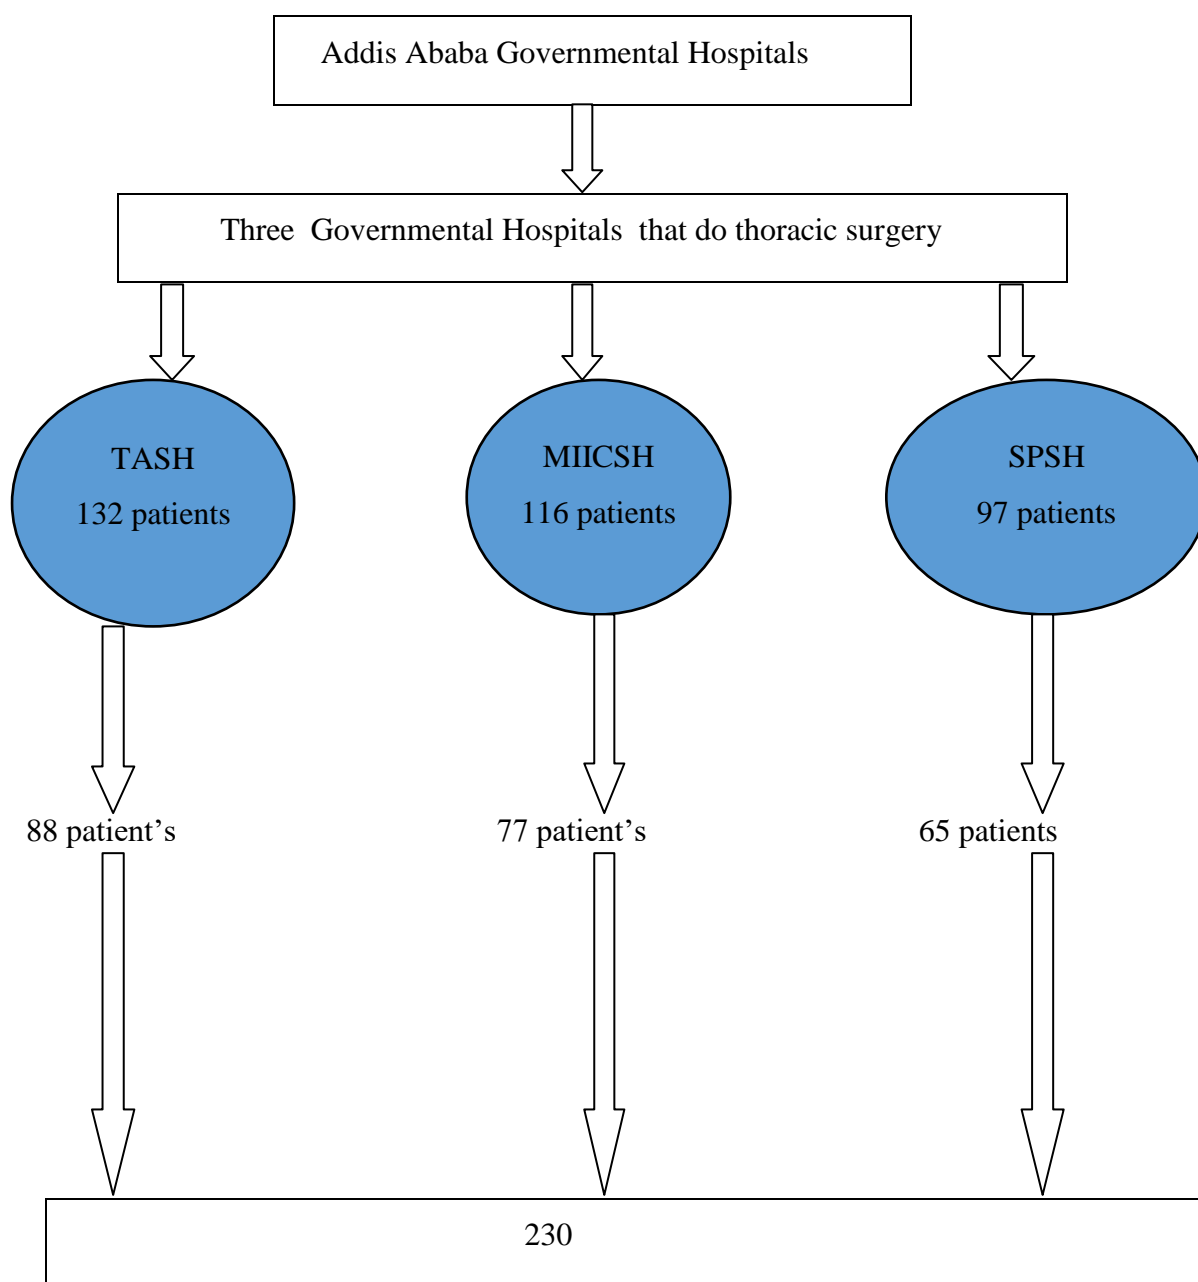 Addis Ababa Governmental Hospitals
Three Governmental Hospitals that do thoracic surgery
TASH
132 patients
MIICSH
116 patients
SPSH
97 patients
88 patient’s
77 patient’s
65 patients
230